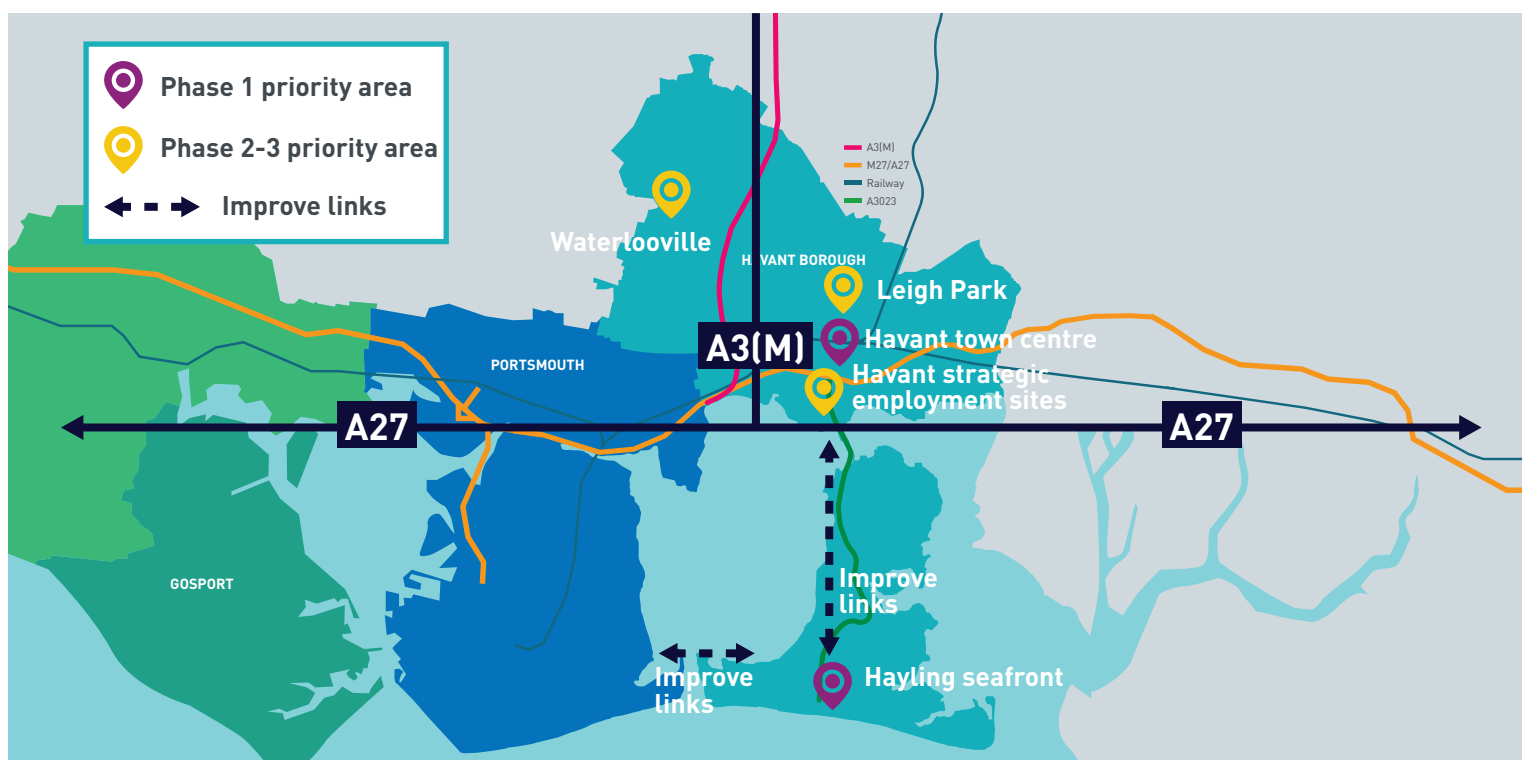 Phase 1 priority area
Phase 2-3 priority area
Improve links
A3(M)
M27/A27
Railway
A3023
Waterlooville
HAVANT BOROUGH
Leigh Park
A3(M)
Havant town centre
PORTSMOUTH
Havant strategic
employment sites
A27
A27
GOSPORT
Improve
links
Improve
links
Hayling seafront